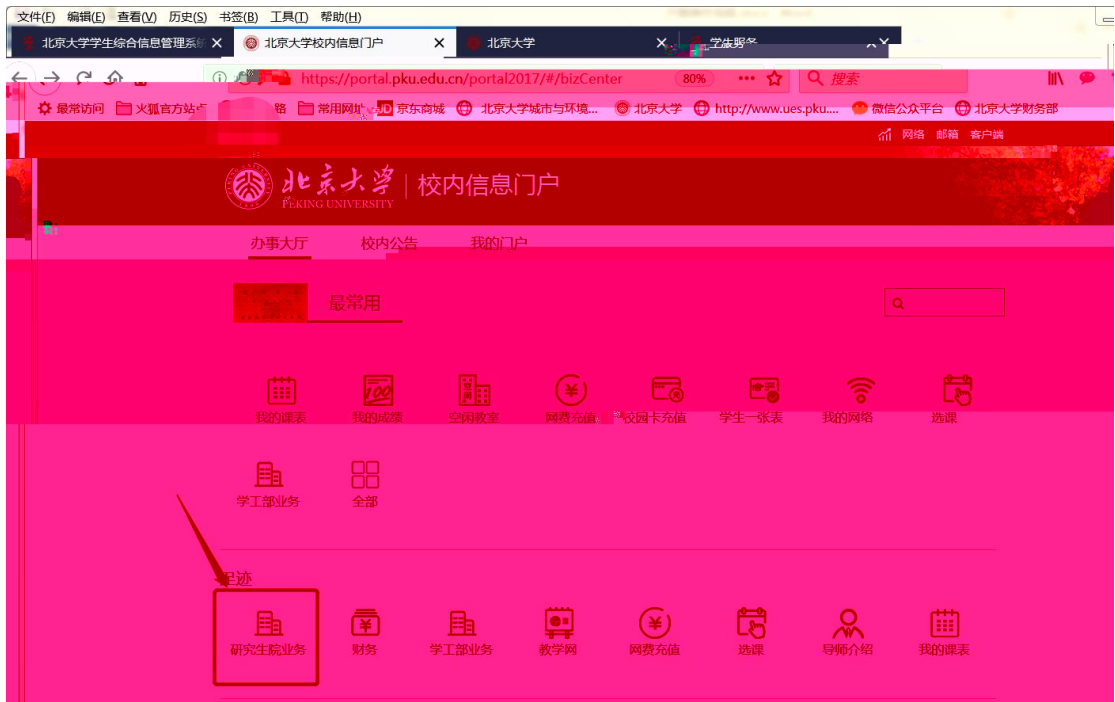 文件(F) 编辑(E) 查看(V) 历史(S) 书签(B) 工具(T) 帮助(H)
北京大学学生综合信息管理系统 × 北京大学校内信息门户 × 北京大学 × 学生服务
https://portal.pku.edu.cn/portal2017/#/bizCenter 80% 搜索
最常访问 火狐官方站点 常用网址 JD 京东商城 北京大学城市与环境... 北京大学 http://www.ues.pku.... 微信公众平台 北京大学财务部
网络 邮箱 客户端
北京大学 校内信息门户
PEKING UNIVERSITY
办事大厅 校内公告 我的门户
最常用
100
我的课表 我的成绩 空闲教室 网费充值 校园卡充值 学生一张表 我的网络 选课
学工部业务 全部
足迹
研究生院业务 财务 学工部业务 教学网 网费充值 选课 导师介绍 我的课表